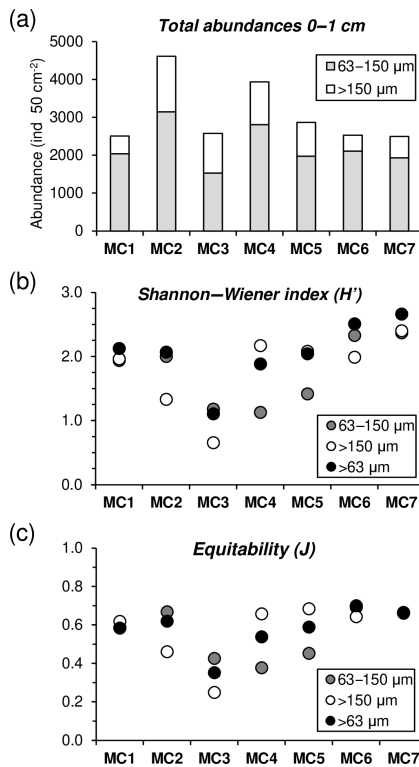 (a)
Total abundances 0–1 cm
Abundance (ind 50 cm-2)
5000
4000
3000
2000
1000
0
63–150 µm
>150 µm
MC1 MC2 MC3 MC4 MC5 MC6 MC7
(b)
Shannon–Wiener index (H')
3.0
2.0
1.0
0.0
63–150 µm
>150 µm
>63 µm
MC1 MC2 MC3 MC4 MC5 MC6 MC7
(c)
Equitability (J)
1.0
0.8
0.6
0.4
0.2
0.0
63–150 µm
>150 µm
>63 µm
MC1 MC2 MC3 MC4 MC5 MC6 MC7